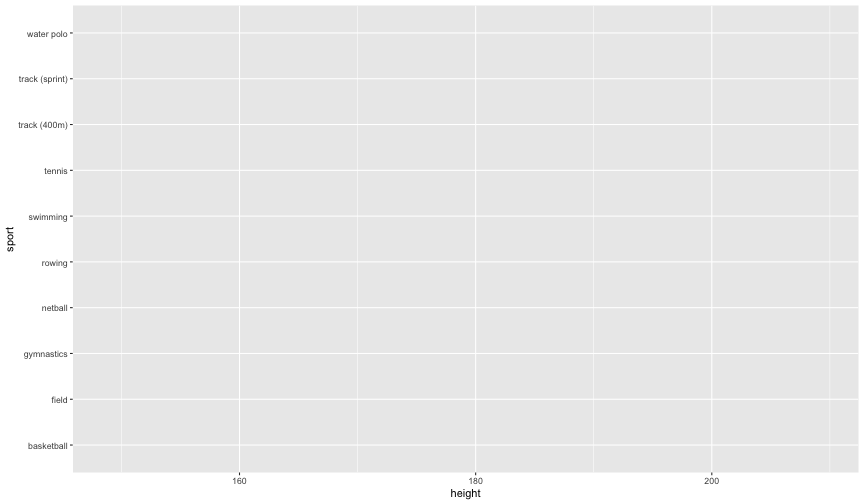 water polo
track (sprint)
track (400m)
tennis
swimming
rowing
netball
gymnastics
field
basketball
sport
160
180
200
height